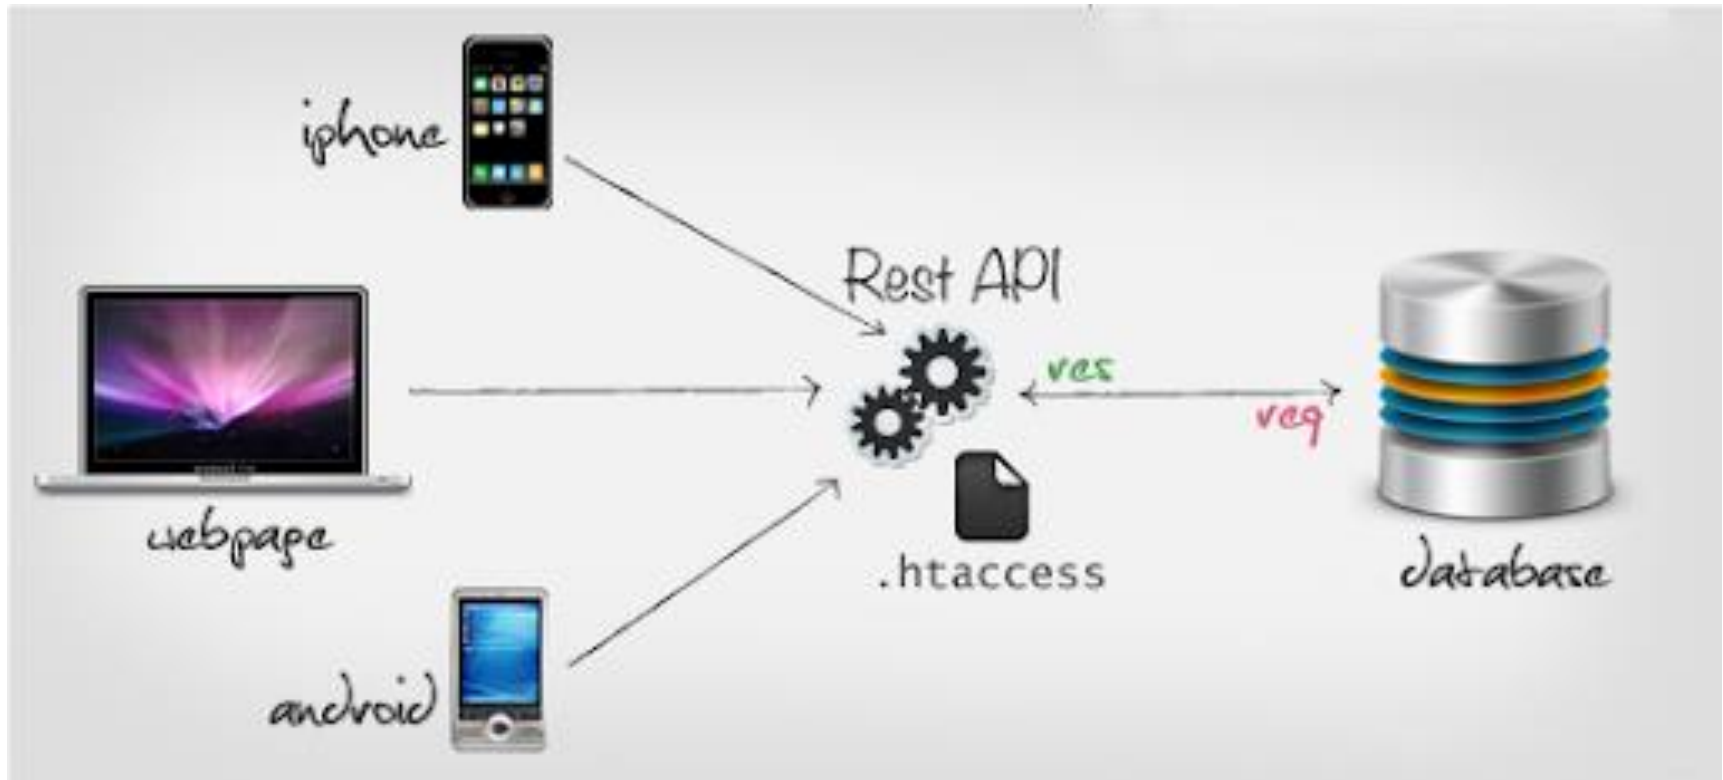 iphone
Rest API
res
req
webpage
.htaccess
database
android